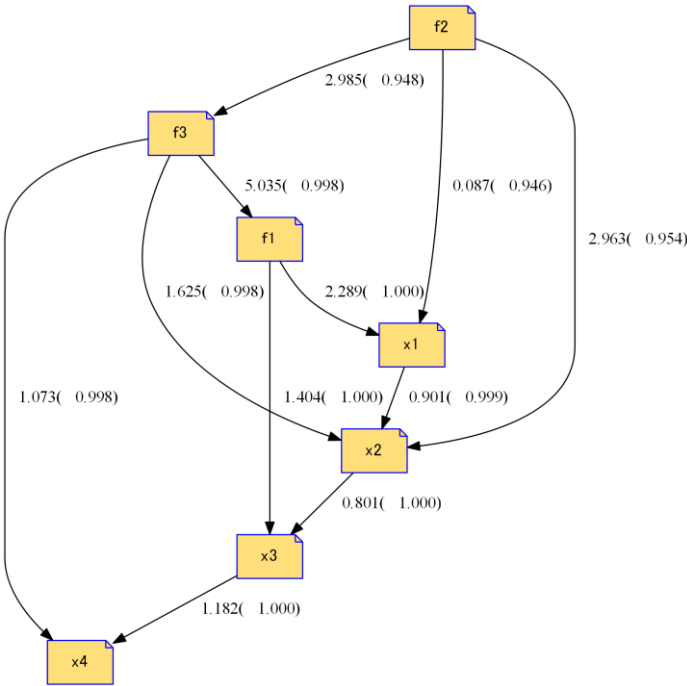 f2
2.985( 0.948)
f3
5.035( 0.998)
0.087( 0.946)
f1
2.963( 0.954)
1.625( 0.998)
2.289( 1.000)
x1
1.073( 0.998)
1.404( 1.000)
0.901( 0.999)
x2
0.801( 1.000)
x3
1.182( 1.000)
x4